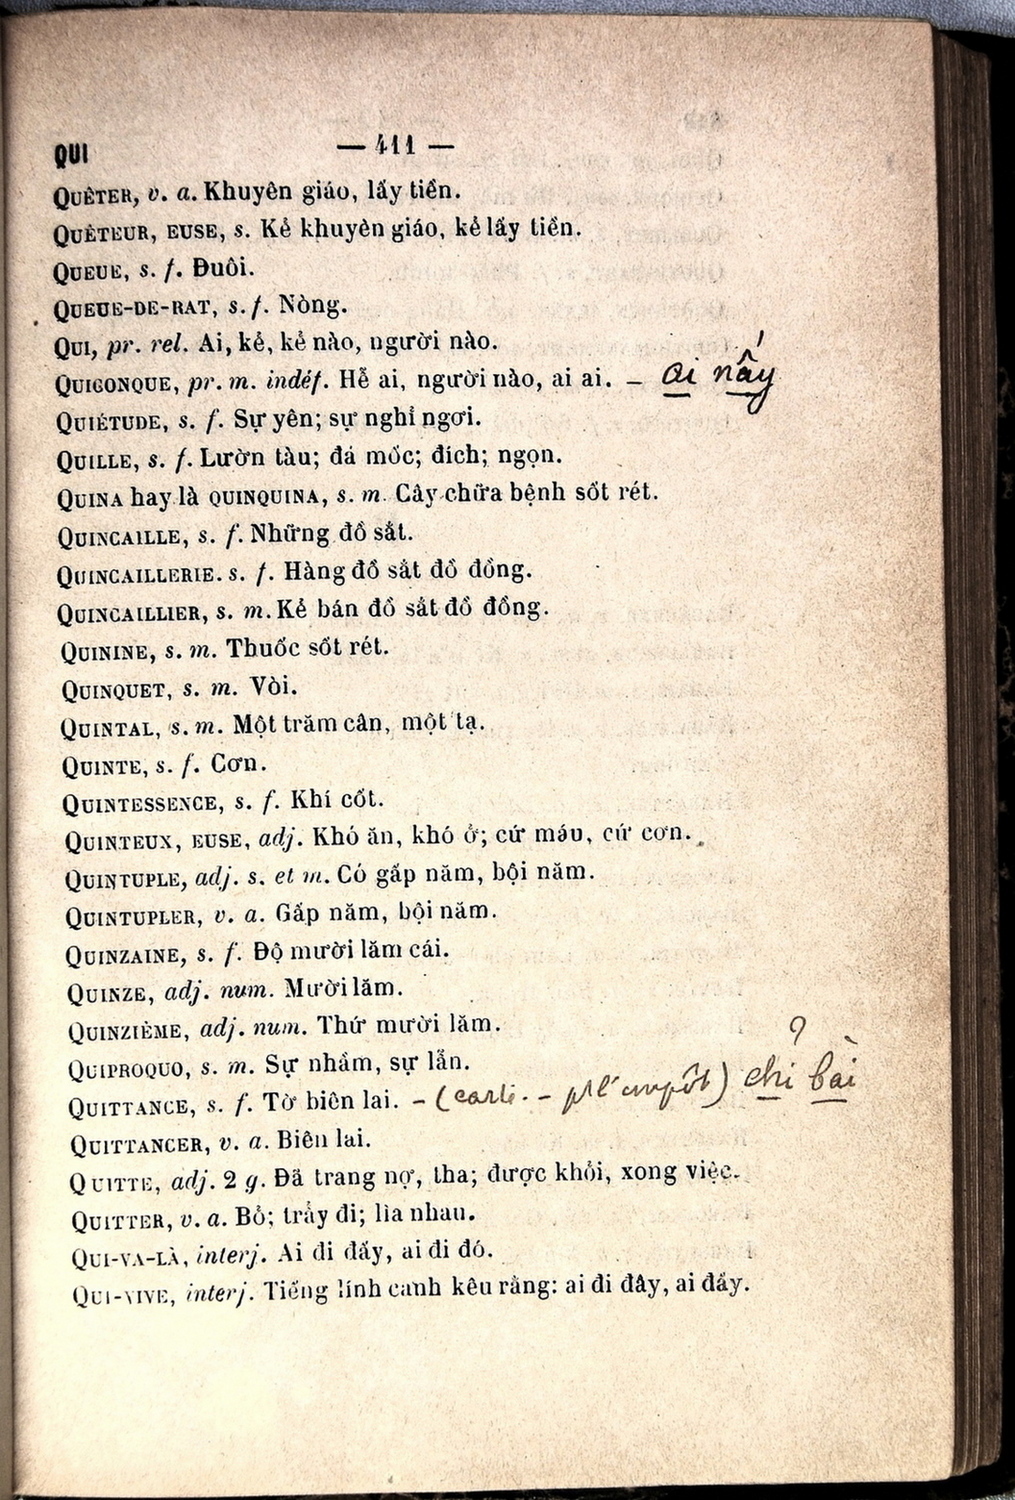 QUI — 411 —
QUÊTER, v. a. Khuyên giáo, lấy tiền.
QUÊTEUR, EUSE, s. Kẻ khuyên giáo, kẻ lấy tiền.
QUEUE, s. f. Đuôi.
QUEUE-DE-RAT, s. f. Nòng.
QUI, pr. rel. Ai, kẻ, kẻ nào, người nào.
QUICONQUE, pr. m. indéf. Hễ ai, người nào, ai ai. – ai nấy
QUIÉTUDE, s. f. Sự yên; sự nghỉ ngơi.
QUILLE, s. f. Lườn tàu; đá mốc; đích; ngọn.
QUINA hay là QUINQUINA, s. m. Cây chữa bệnh sốt rét.
QUINCAILLE, s. f. Những đồ sắt.
QUINCAILLERIE. s. f. Hàng đồ sắt đồ đồng.
QUINCAILLIER, s. m. Kẻ bán đồ sắt đồ đồng.
QUININE, s. m. Thuốc sốt rét.
QUINQUET, s. m. Vòi.
QUINTAL, s. m. Một trăm cân, một tạ.
QUINTE, s. f. Cơn.
QUINTESSENCE, s. f. Khí cốt.
QUINTEUX, EUSE, adj. Khó ăn, khó ở; cứ máu, cứ cơn.
QUINTUPLE, adj. s. et m. Có gấp năm, bội năm.
QUINTUPLER, v. a. Gấp năm, bội năm.
QUINZAINE, s. f. Độ mười lăm cái.
QUINZE, adj. num. Mười lăm.
QUINZIÈME, adj. num. Thứ mười lăm.
QUIPROQUO, s. m. Sự nhầm, sự lẫn.
QUITTANCE, s. f. Tờ biên lai. – (carte – impôt) chỉ bài
QUITTANCER, v. a. Biên lai.
QUITTE, adj. 2 g. Đã trang nợ, tha; được khỏi, xong việc.
QUITTER, v. a. Bỏ; trẩy đi; lìa nhau.
QUI-VA-LÀ, interj. Ai đi đấy, ai đi đó.
QUI-VIVE, interj. Tiếng lính canh kêu rằng: ai đi đây, ai đấy.